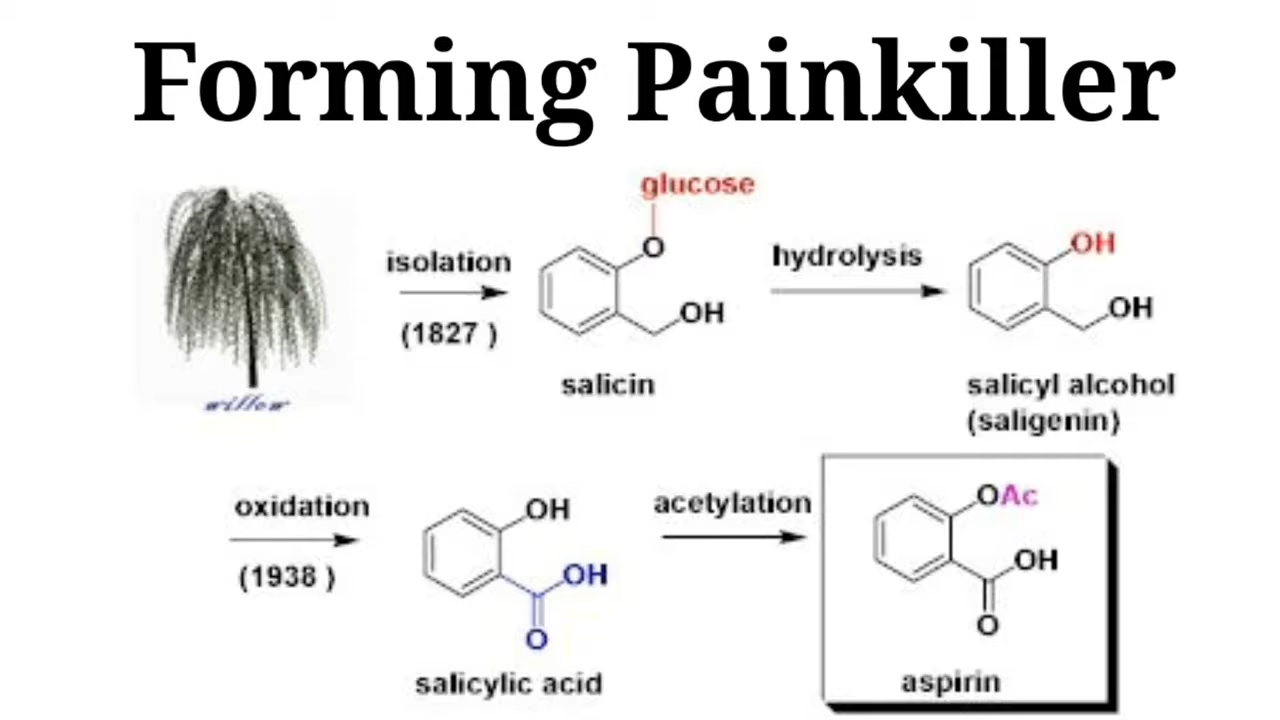 Forming Painkiller
isolation
(1827 )
willow
glucose
O
OH
salicin
hydrolysis
OH
OH
salicyl alcohol
(saligenin)
oxidation
(1938 )
OH
OH
O
salicylic acid
acetylation
OAc
OH
O
aspirin